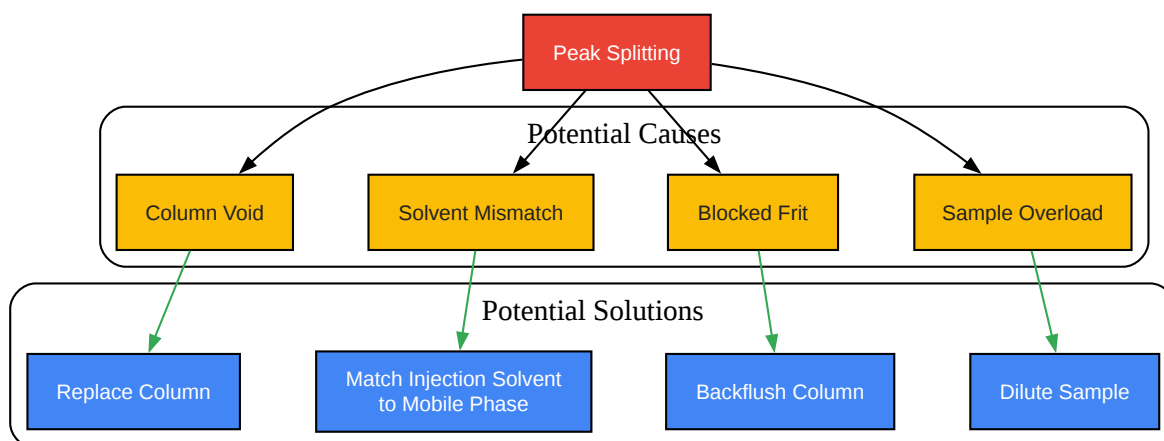 Peak Splitting
Potential Causes
Column Void
Solvent Mismatch
Blocked Frit
Sample Overload
Potential Solutions
Replace Column
Match Injection Solvent
to Mobile Phase
Backflush Column
Dilute Sample